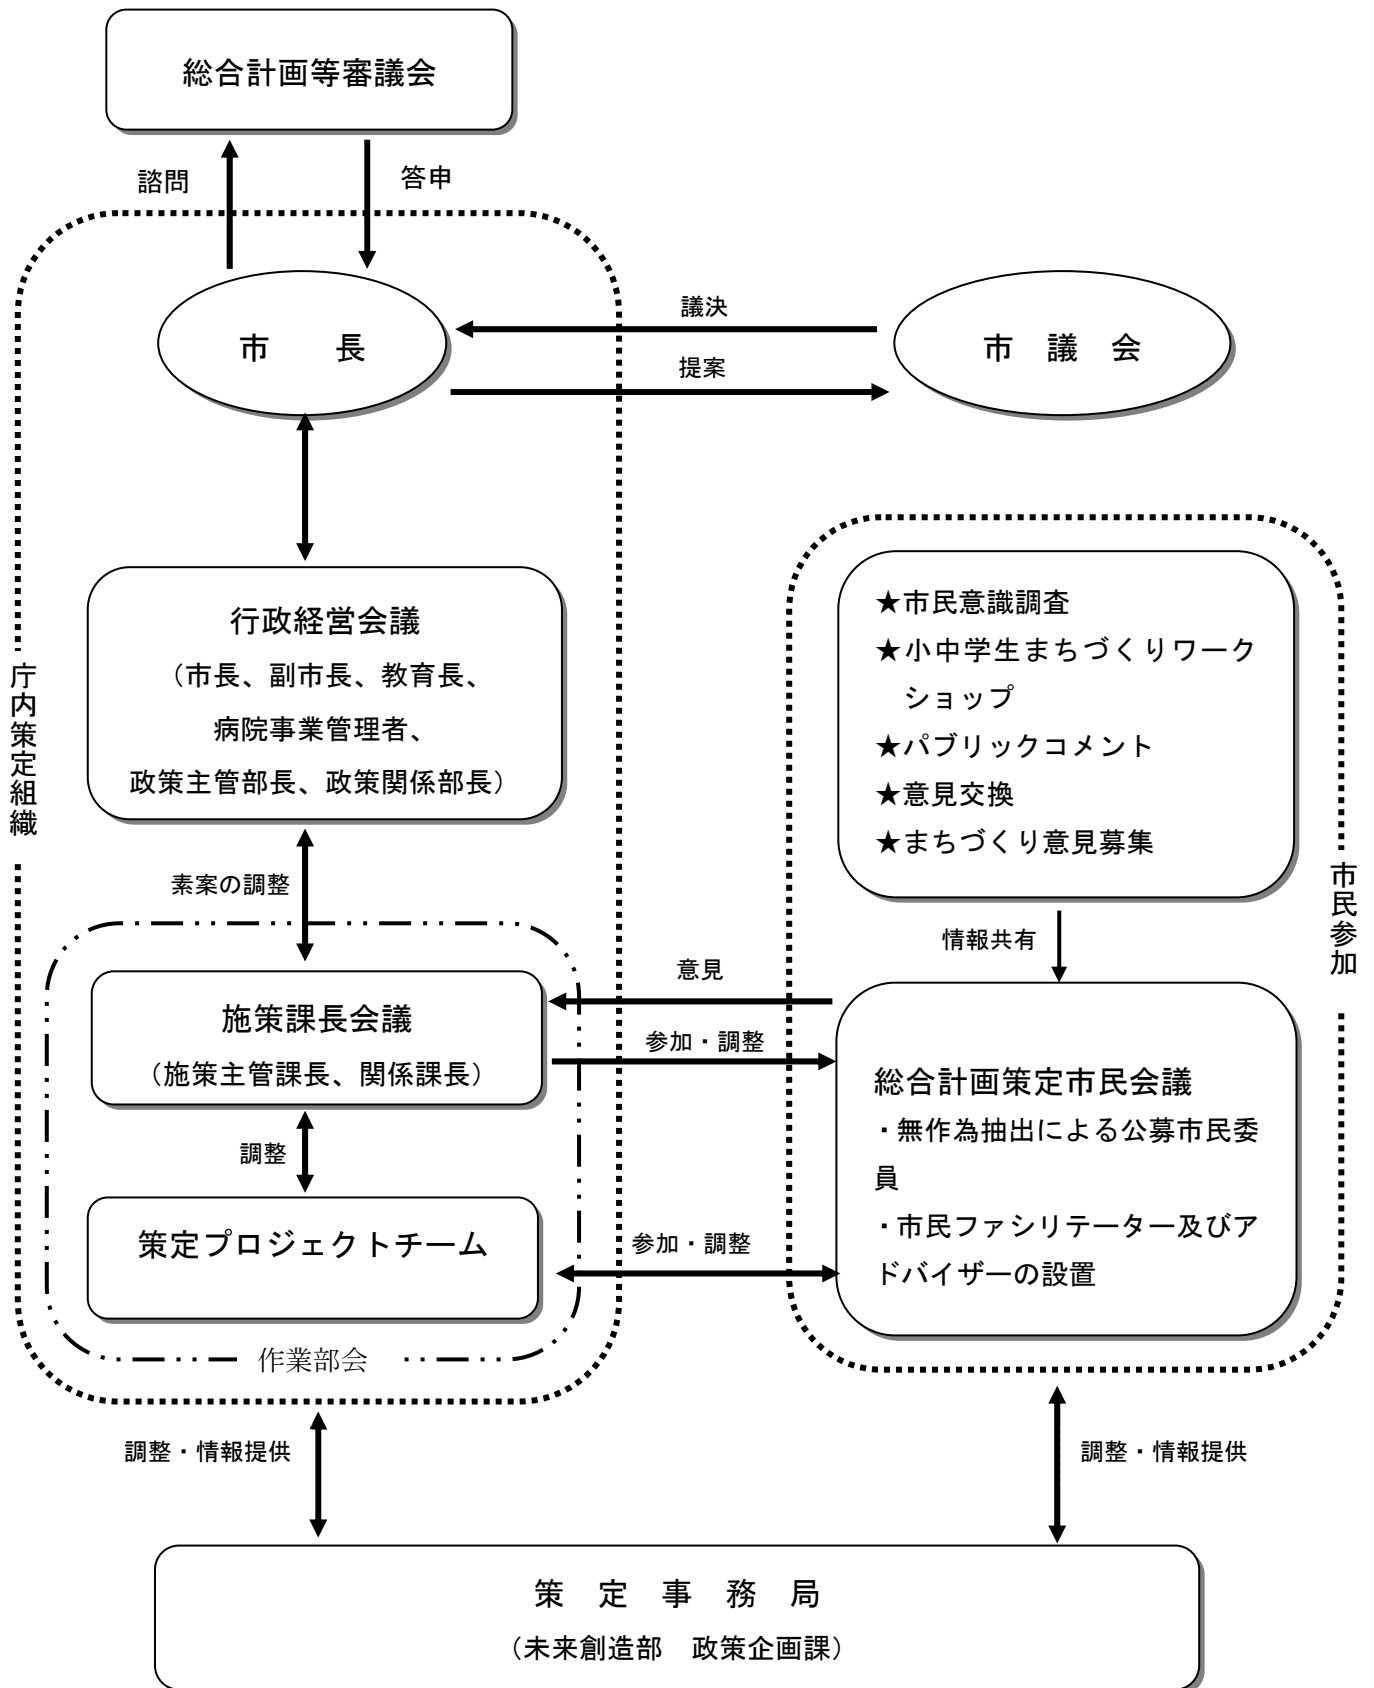 総合計画等審議会
諮問
答申
市　長
議決
提案
市　議　会
行政経営会議
（市長、副市長、教育長、
病院事業管理者、
政策主管部長、政策関係部長）
庁内策定組織
素案の調整
施策課長会議
（施策主管課長、関係課長）
調整
策定プロジェクトチーム
作業部会
意見
参加・調整
参加・調整
★市民意識調査
★小中学生まちづくりワーク
ショップ
★パブリックコメント
★意見交換
★まちづくり意見募集
市民参加
情報共有
総合計画策定市民会議
・無作為抽出による公募市民委
員
・市民ファシリテーター及びア
ドバイザーの設置
調整・情報提供
調整・情報提供
策　定　事　務　局
（未来創造部　政策企画課）